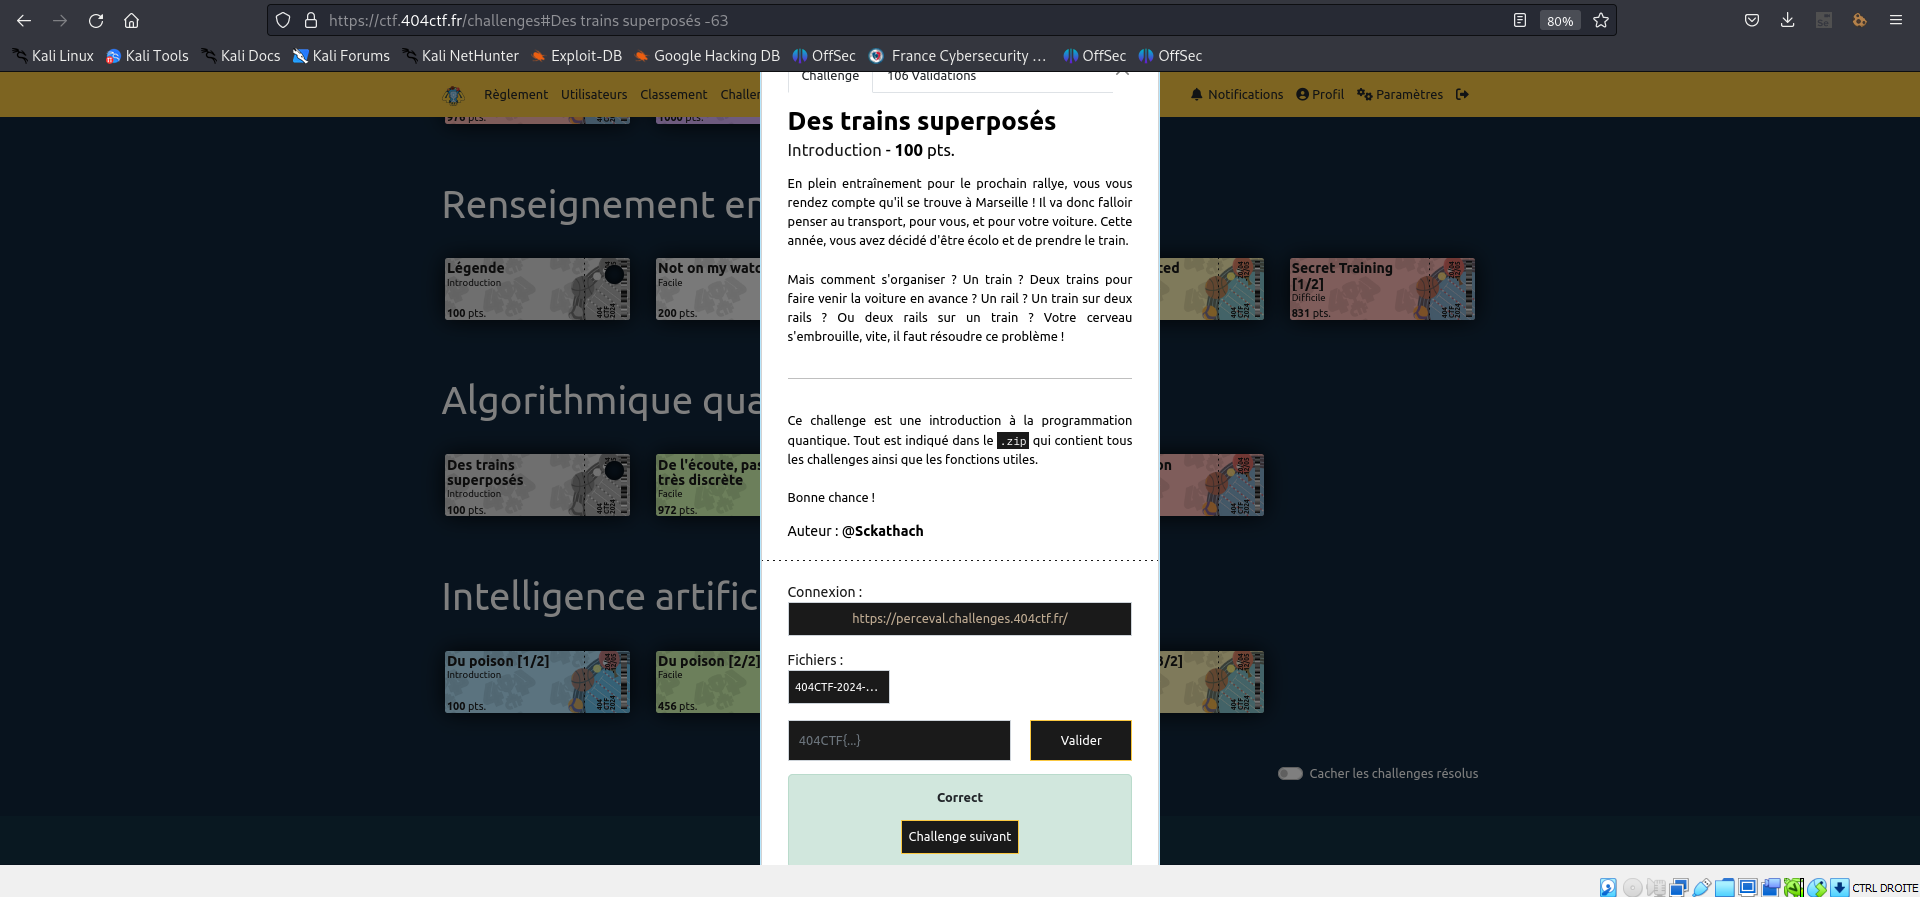 https://ctf.404ctf.fr/challenges#Des trains superposés -63
80%
Kali Linux Kali Tools Kali Docs Kali Forums Kali NetHunter Exploit-DB Google Hacking DB OffSec France Cybersecurity … OffSec OffSec
Règlement Utilisateurs Classement Challen
Notifications Profil Paramètres
Challenge 106 Validations
Des trains superposés
Introduction - 100 pts.
En plein entraînement pour le prochain rallye, vous vous
rendez compte qu'il se trouve à Marseille ! Il va donc falloir
penser au transport, pour vous, et pour votre voiture. Cette
année, vous avez décidé d'être écolo et de prendre le train.
Mais comment s'organiser ? Un train ? Deux trains pour
faire venir la voiture en avance ? Un rail ? Un train sur deux
rails ? Ou deux rails sur un train ? Votre cerveau
s'embrouille, vite, il faut résoudre ce problème !
Ce challenge est une introduction à la programmation
quantique. Tout est indiqué dans le .zip qui contient tous
les challenges ainsi que les fonctions utiles.
Bonne chance !
Auteur : @Sckathach
Connexion :
https://perceval.challenges.404ctf.fr/
Fichiers :
404CTF-2024-…
404CTF{...}
Valider
Correct
Challenge suivant
978 pts.
1000 pts.
Renseignement en
Légende
Introduction
100 pts.
Not on my watc
Facile
200 pts.
ted
Secret Training
[1/2]
Difficile
831 pts.
Algorithmique qua
Des trains
superposés
Introduction
100 pts.
De l'écoute, pas
très discrète
Facile
972 pts.
on
Intelligence artific
Du poison [1/2]
Introduction
100 pts.
Du poison [2/2]
Facile
456 pts.
3/2]
Cacher les challenges résolus
CTRL DROITE